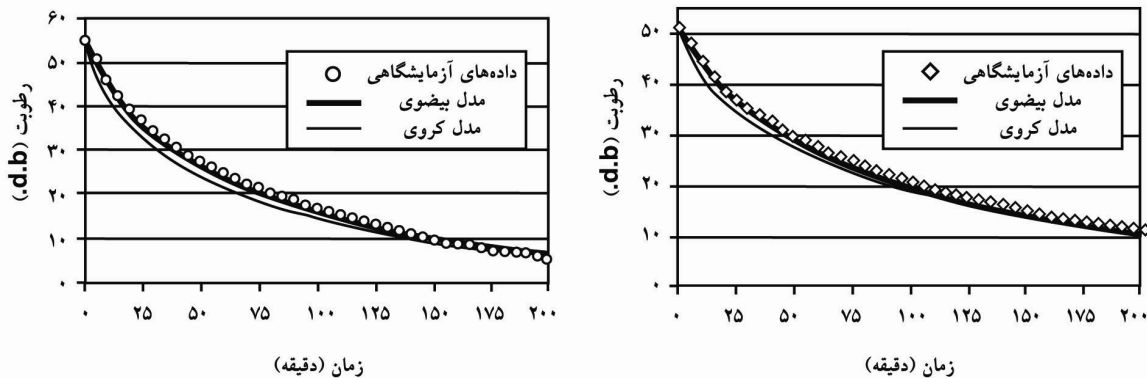 ۶۰
۵۰
۴۰
۳۰
۲۰
۱۰
۰
رطوبت (d.b.)
داده‌های آزمایشگاهی
مدل بیضوی
مدل کروی
۰ ۲۵ ۵۰ ۷۵ ۱۰۰ ۱۲۵ ۱۵۰ ۱۷۵ ۲۰۰
زمان (دقیقه)
۵۰
۴۰
۳۰
۲۰
۱۰
۰
رطوبت (d.b.)
داده‌های آزمایشگاهی
مدل بیضوی
مدل کروی
۰ ۲۵ ۵۰ ۷۵ ۱۰۰ ۱۲۵ ۱۵۰ ۱۷۵ ۲۰۰
زمان (دقیقه)